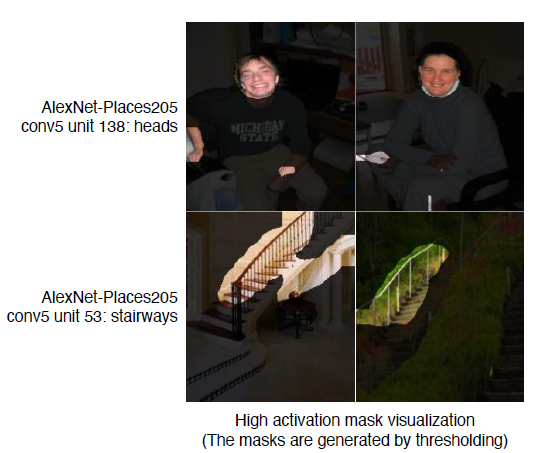 AlexNet-Places205
conv5 unit 138: heads
MICHIGAN
STATE
AlexNet-Places205
conv5 unit 53: stairways
High activation mask visualization
(The masks are generated by thresholding)